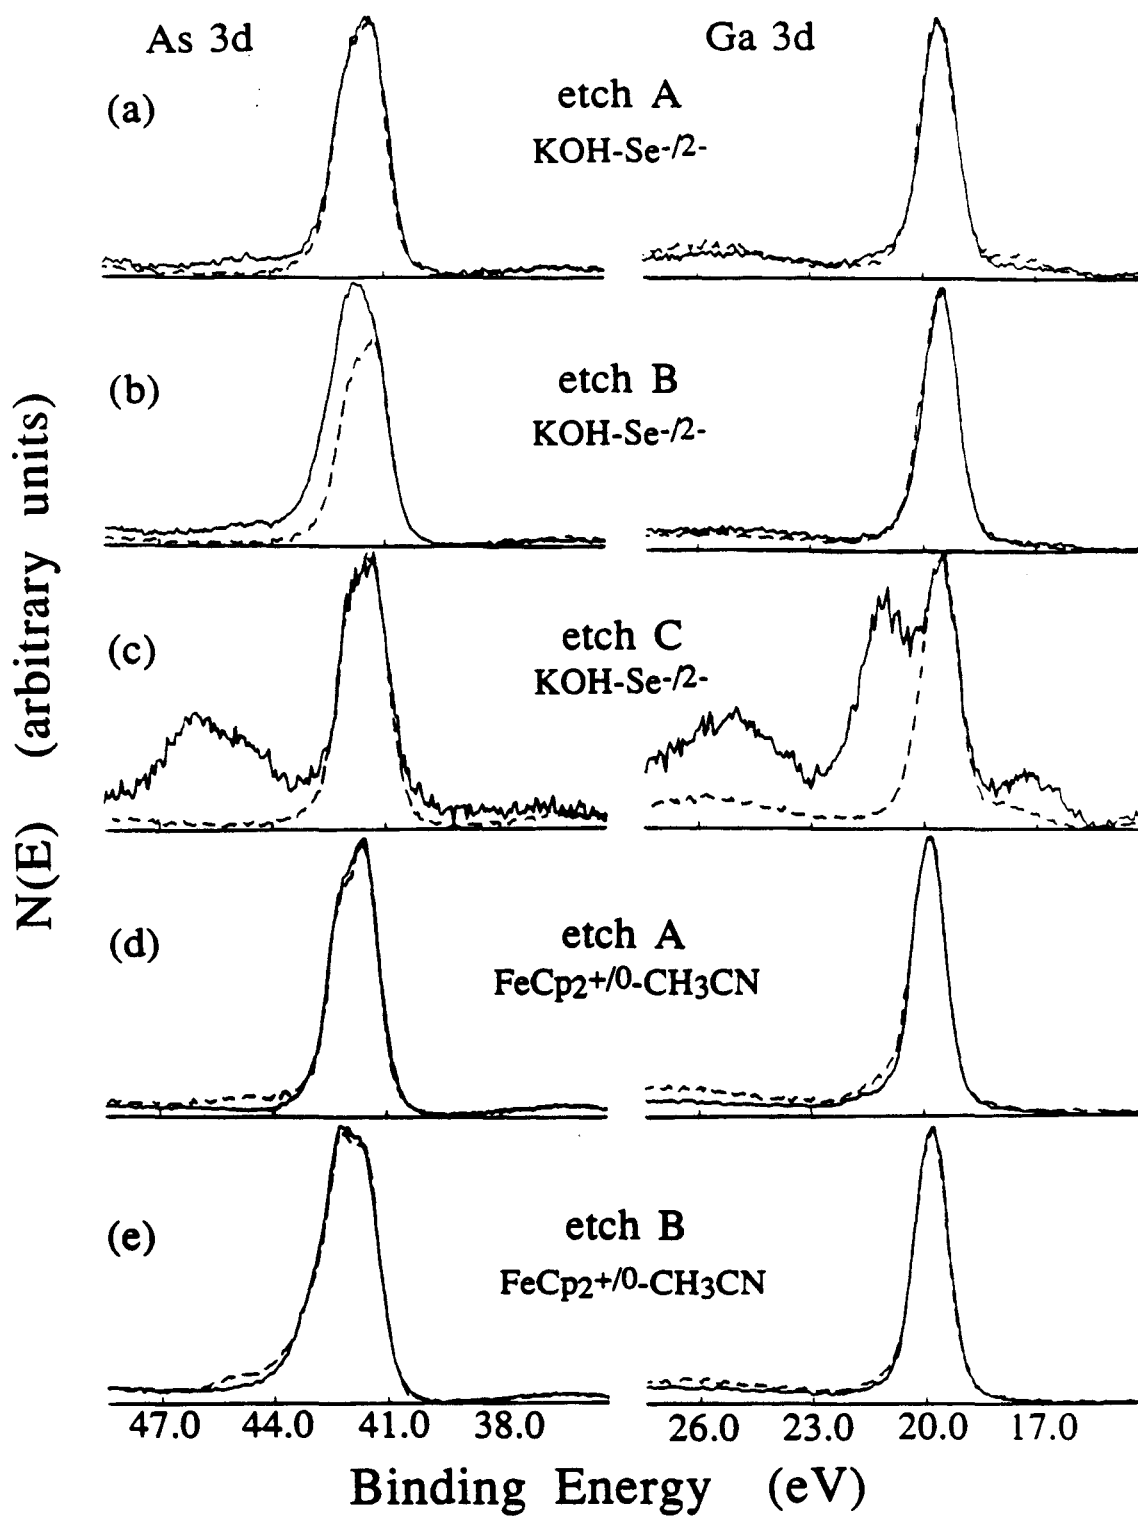 As 3d
Ga 3d
(a)
etch A
KOH-Se-/2-
(b)
etch B
KOH-Se-/2-
(c)
etch C
KOH-Se-/2-
(d)
etch A
FeCp2+/0-CH3CN
(e)
etch B
FeCp2+/0-CH3CN
N(E) (arbitrary units)
47.0 44.0 41.0 38.0 26.0 23.0 20.0 17.0
Binding Energy (eV)